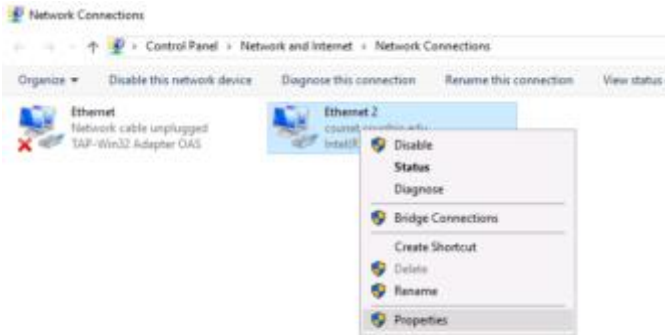 Network Connections
Control Panel > Network and Internet > Network Connections
Organize Disable this network device Diagnose this connection Rename this connection View status
Ethernet
Network cable unplugged
TAP-Win32 Adapter OAS
Ethernet 2
Intel(R
Disable
Status
Diagnose
Bridge Connections
Create Shortcut
Delete
Rename
Properties